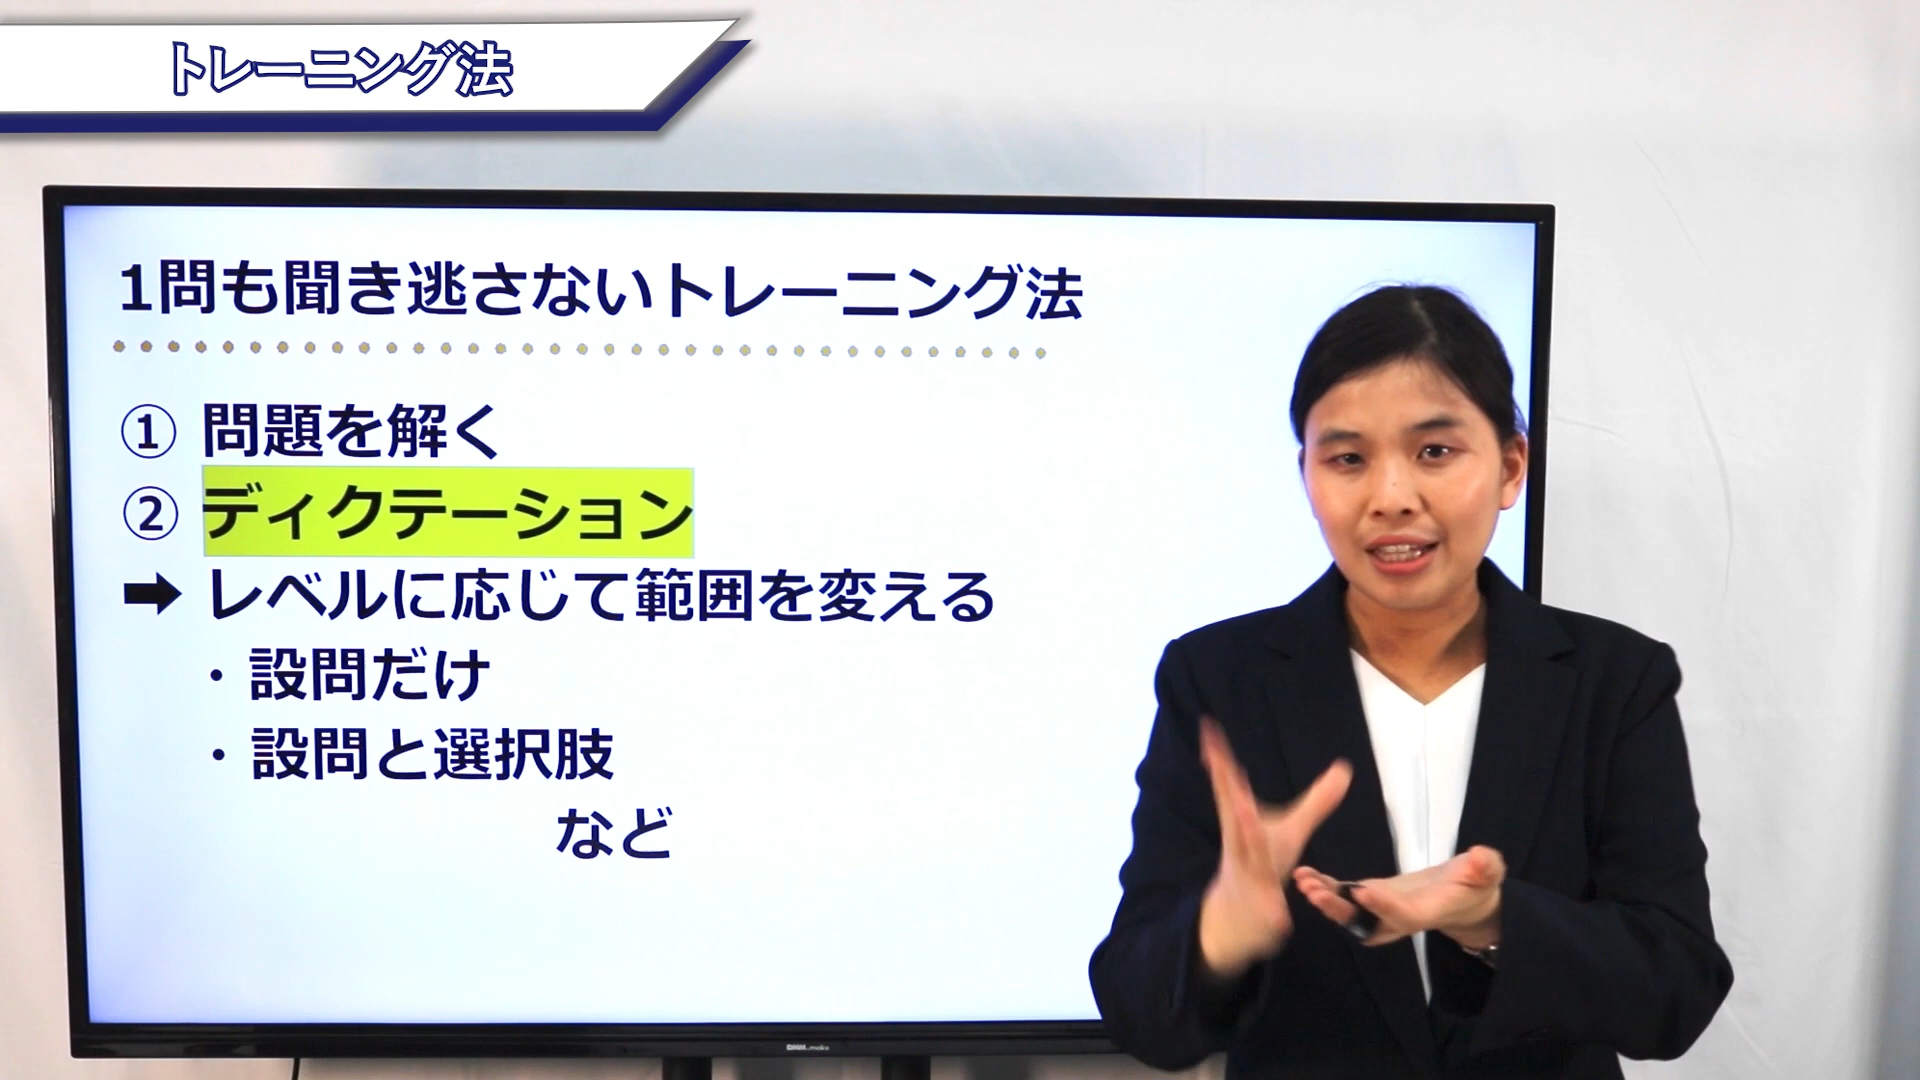 トレーニング法
1問も聞き逃さないトレーニング法
① 問題を解く
② ディクテーション
➡ レベルに応じて範囲を変える
・設問だけ
・設問と選択肢
など
DMM.make